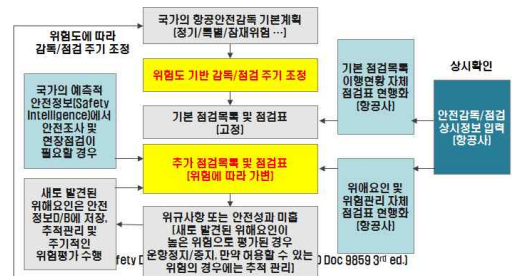 국가의 항공안전감독 기본계획
(정기/특별/잠재위험 …)
위험도에 따라
감독/점검 주기 조정
위험도 기반 감독/점검 주기 조정
국가의 예측적
안전정보(Safety
Intelligence)에서
안전조사 및
현장점검이
필요할 경우
기본 점검목록 및 점검표
(고정)
기본 점검목록
이행현황 자체
점검표 면행화
(항공사)
상시확인
안전감독/점검
상시정보 입력
(항공사)
추가 점검목록 및 점검표
(위험에 따라 가변)
위해요인 및
위험관리 자체
점검표 면행화
(항공사)
새로 발견된
위해요인은 안전
정보D/B에 저장,
추적관리 및
주기적인
위험평가 수행
위규사항 또는 안전성과 미흡
(새로 발견된 위해요인이
높은 위험으로 평가된 경우
운항정지/중지, 만약 허용할 수 있는
위험의 경우에는 추적 관리)
fety D
O Doc 9859 3rd ed.)